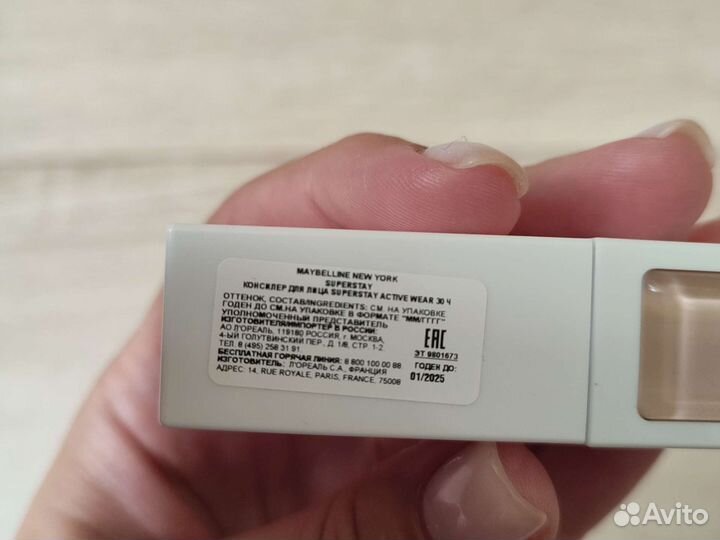 MAYBELLINE NEW YORK
SUPERSTAY
КОНСИЛЕР ДЛЯ ЛИЦА SUPERSTAY ACTIVE WEAR 30 Ч
ОТТЕНОК, СОСТАВ/INGREDIENTS: СМ. НА УПАКОВКЕ
ГОДЕН ДО СМ.НА УПАКОВКЕ В ФОРМАТЕ "ММ/ГГГГ"
УПОЛНОМОЧЕННЫЙ ПРЕДСТАВИТЕЛЬ
ИЗГОТОВИТЕЛЯ/ИМПОРТЕР В РОССИИ:
АО Л'ОРЕАЛЬ, 119180 РОССИЯ, г. МОСКВА,
4-ЫЙ ГОЛУТВИНСКИЙ ПЕР. Д. 1/8, СТР. 1-2.
ТЕЛ. 8 (495) 258 31 91.
БЕСПЛАТНАЯ ГОРЯЧАЯ ЛИНИЯ: 8 800 100 00 88.
ИЗГОТОВИТЕЛЬ: Л'ОРЕАЛЬ С.А., ФРАНЦИЯ
АДРЕС: 14, RUE ROYALE, PARIS, FRANCE, 75008
EAC
ЭТ 9801673
ГОДЕН ДО:
01/2025
Avito